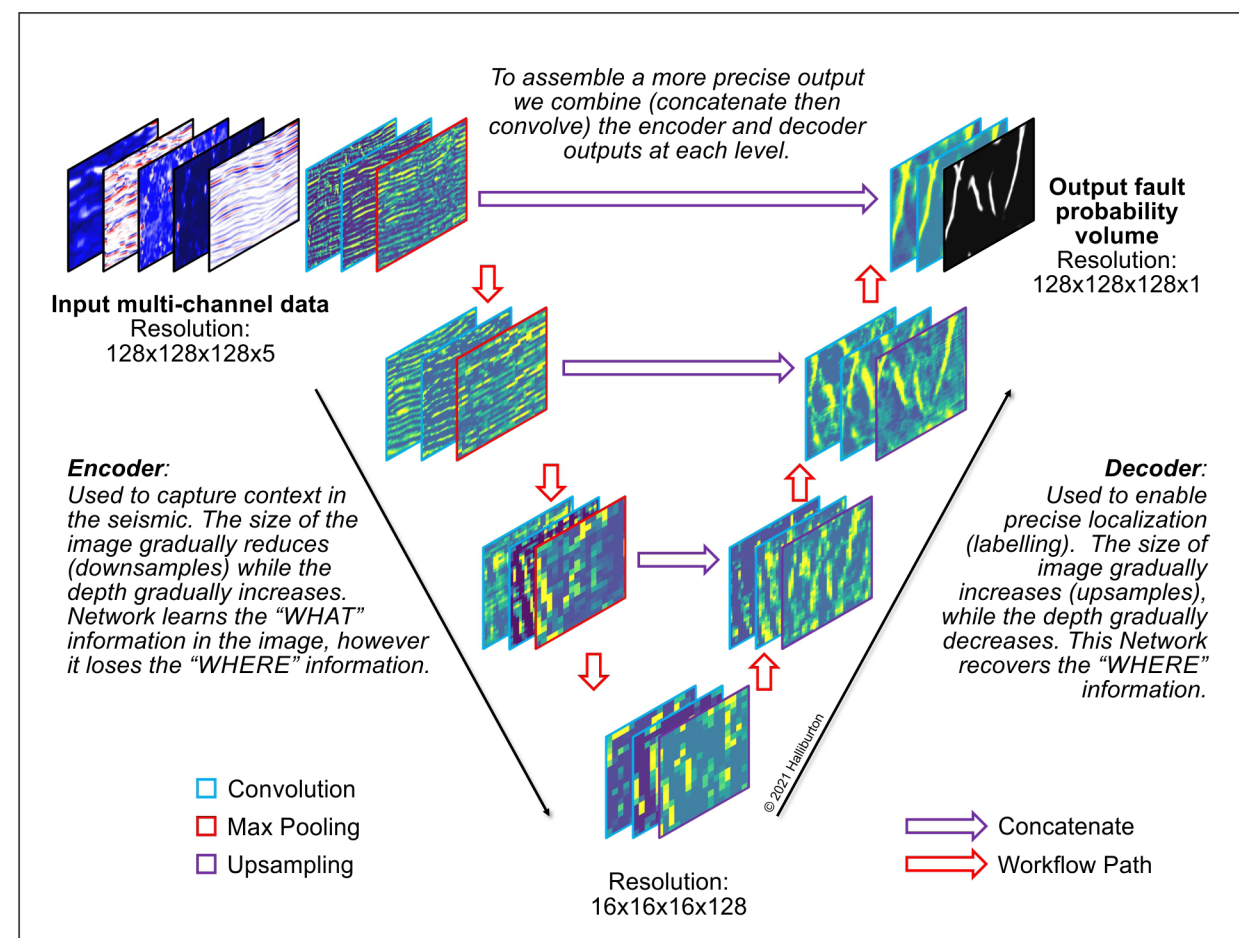 To assemble a more precise output
we combine (concatenate then
convolve) the encoder and decoder
outputs at each level.
Input multi-channel data
Resolution:
128x128x128x5
Output fault
probability
volume
Resolution:
128x128x128x1
Encoder:
Used to capture context in
the seismic. The size of the
image gradually reduces
(downsamples) while the
depth gradually increases.
Network learns the “WHAT”
information in the image, however
it loses the “WHERE” information.
Decoder:
Used to enable
precise localization
(labelling). The size of
image gradually
increases (upsamples),
while the depth gradually
decreases. This Network
recovers the “WHERE”
information.
© 2021 Halliburton
Convolution
Max Pooling
Upsampling
Resolution:
16x16x16x128
Concatenate
Workflow Path